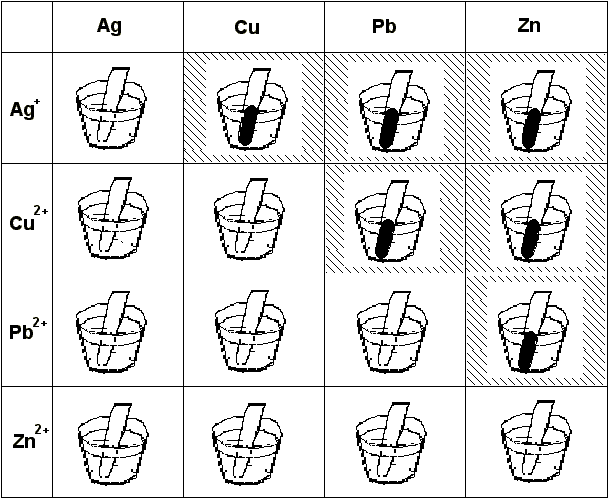 Ag Cu Pb Zn
Ag⁺
Cu²⁺
Pb²⁺
Zn²⁺